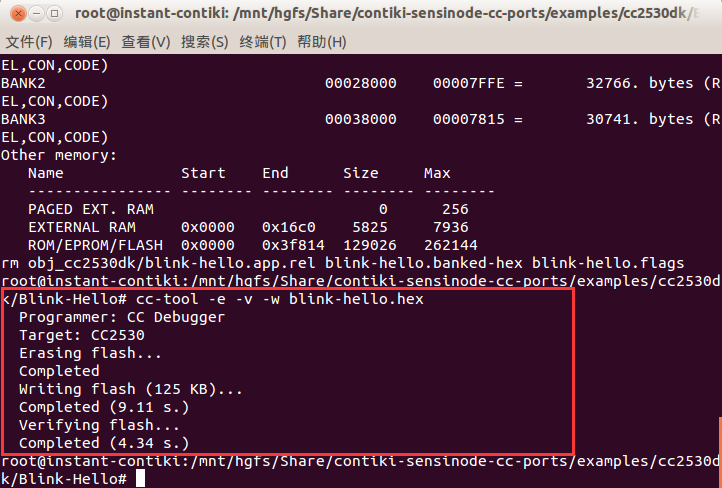 root@instant-contiki: /mnt/hgfs/Share/contiki-sensinode-cc-ports/examples/cc2530dk/
文件(F) 编辑(E) 查看(V) 搜索(S) 终端(T) 帮助(H)
EL,CON,CODE)
BANK2 00028000 00007FFE = 32766. bytes (R
EL,CON,CODE)
BANK3 00038000 00007815 = 30741. bytes (R
EL,CON,CODE)
Other memory:
Name Start End Size Max
---------------- -------- -------- -------- --------
PAGED EXT. RAM 0 256
EXTERNAL RAM 0x0000 0x16c0 5825 7936
ROM/EPROM/FLASH 0x0000 0x3f814 129026 262144
rm obj_cc2530dk/blink-hello.app.rel blink-hello.banked-hex blink-hello.flags
root@instant-contiki:/mnt/hgfs/Share/contiki-sensinode-cc-ports/examples/cc2530d
k/Blink-Hello# cc-tool -e -v -w blink-hello.hex
Programmer: CC Debugger
Target: CC2530
Erasing flash...
Completed
Writing flash (125 KB)...
Completed (9.11 s.)
Verifying flash...
Completed (4.34 s.)
root@instant-contiki:/mnt/hgfs/Share/contiki-sensinode-cc-ports/examples/cc2530d
k/Blink-Hello#